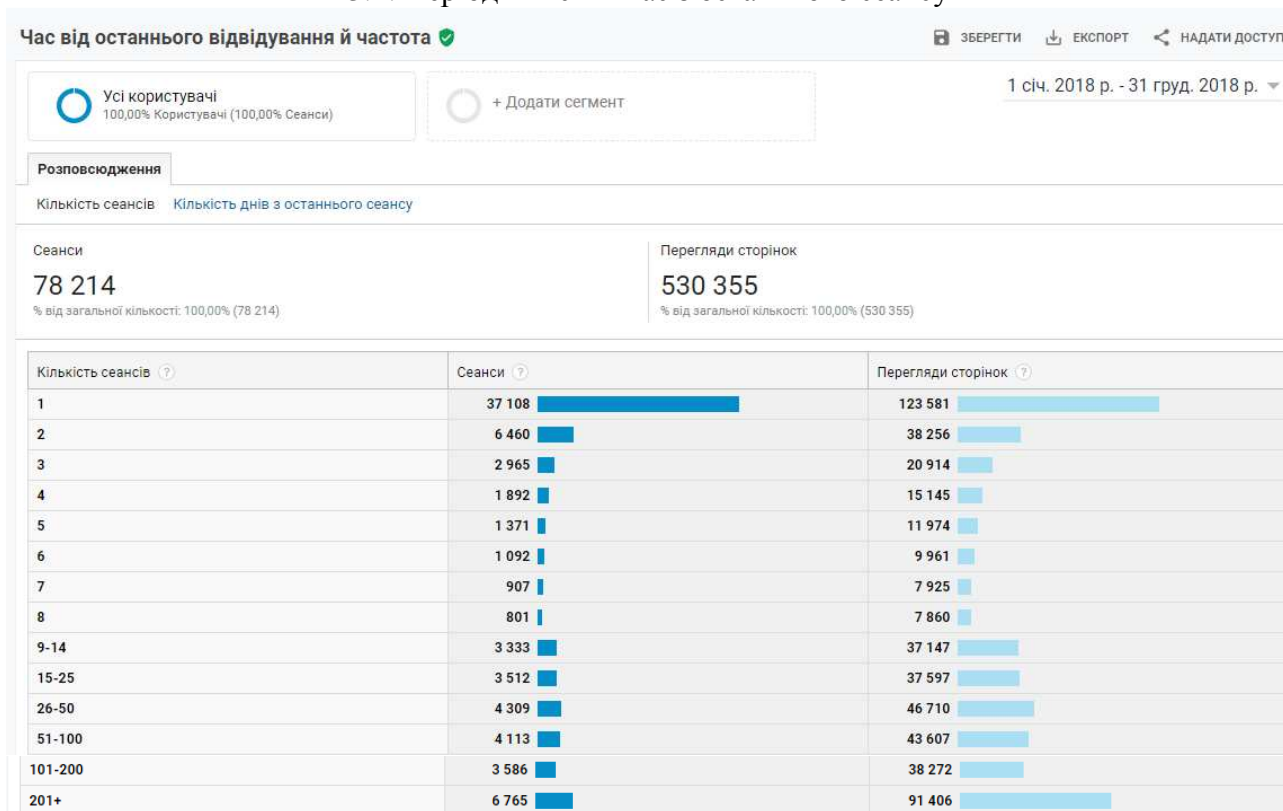 Час від останнього відвідування й частота
ЗБЕРЕГТИ ЕКСПОРТ НАДАТИ ДОСТУП
Усі користувачі
100,00% Користувачі (100,00% Сеанси)
+ Додати сегмент
1 січ. 2018 р. - 31 груд. 2018 р.
Розповсюдження
Кількість сеансів Кількість днів з останнього сеансу
Сеанси Перегляди сторінок
78 214 530 355
% від загальної кількості: 100,00% (78 214) % від загальної кількості: 100,00% (530 355)
Кількість сеансів ? Сеанси ? Перегляди сторінок ?
1 37 108 123 581
2 6 460 38 256
3 2 965 20 914
4 1 892 15 145
5 1 371 11 974
6 1 092 9 961
7 907 7 925
8 801 7 860
9-14 3 333 37 147
15-25 3 512 37 597
26-50 4 309 46 710
51-100 4 113 43 607
101-200 3 586 38 272
201+ 6 765 91 406